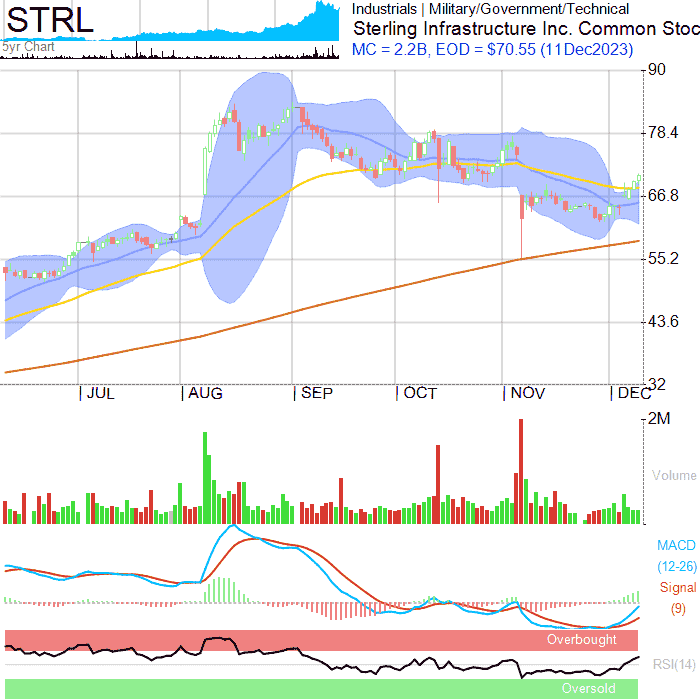 STRL
5yr Chart
Industrials | Military/Government/Technical
Sterling Infrastructure Inc. Common Stoc
MC = 2.2B, EOD = $70.55 (11Dec2023)
90
78.4
66.8
55.2
43.6
32
JUL
AUG
SEP
OCT
NOV
DEC
2M
Volume
MACD
(12-26)
Signal
(9)
Overbought
RSI(14)
Oversold